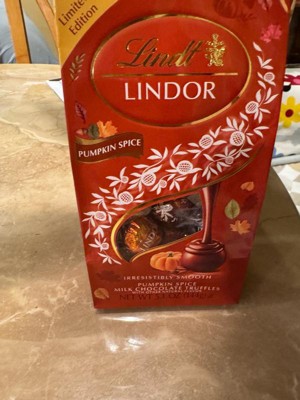 Limited
Edition
Lindt
LINDOR
PUMPKIN SPICE
IRRESISTIBLY SMOOTH
PUMPKIN SPICE
MILK CHOCOLATE TRUFFLES